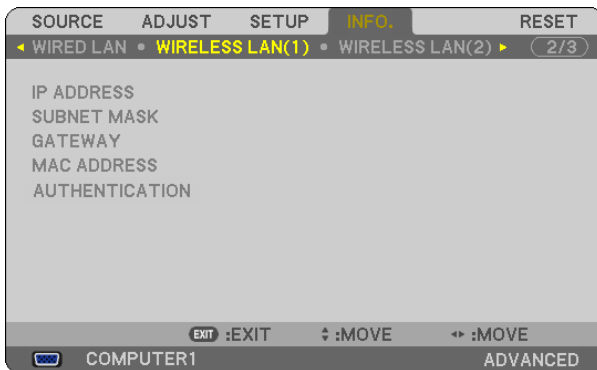 SOURCE ADJUST SETUP INFO. RESET
WIRED LAN • WIRELESS LAN(1) • WIRELESS LAN(2) 2/3
IP ADDRESS
SUBNET MASK
GATEWAY
MAC ADDRESS
AUTHENTICATION
EXIT :EXIT :MOVE :MOVE
COMPUTER1 ADVANCED